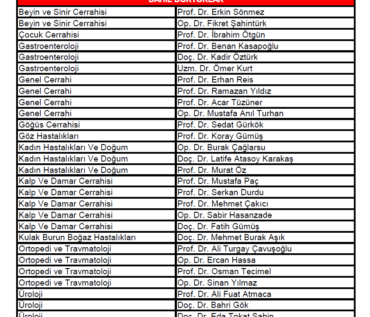 DAHİL DOKTORLAR
Beyin ve Sinir Cerrahisi Prof. Dr. Erkin Sönmez
Beyin ve Sinir Cerrahisi Op. Dr. Fikret Şahintürk
Çocuk Cerrahisi Prof. Dr. İbrahim Ötgün
Gastroenteroloji Prof. Dr. Benan Kasapoğlu
Gastroenteroloji Doç. Dr. Kadir Öztürk
Gastroenteroloji Uzm. Dr. Ömer Kurt
Genel Cerrahi Prof. Dr. Erhan Reis
Genel Cerrahi Prof. Dr. Ramazan Yıldız
Genel Cerrahi Prof. Dr. Acar Tüzüner
Genel Cerrahi Op. Dr. Mustafa Anıl Turhan
Göğüs Cerrahisi Prof. Dr. Sedat Gürkök
Göz Hastalıkları Prof. Dr. Koray Gümüş
Kadın Hastalıkları Ve Doğum Op. Dr. Burak Çağlarsu
Kadın Hastalıkları Ve Doğum Doç. Dr. Latife Atasoy Karakaş
Kadın Hastalıkları Ve Doğum Prof. Dr. Murat Öz
Kalp Ve Damar Cerrahisi Prof. Dr. Mustafa Paç
Kalp Ve Damar Cerrahisi Prof. Dr. Serkan Durdu
Kalp Ve Damar Cerrahisi Prof. Dr. Mehmet Çakıcı
Kalp Ve Damar Cerrahisi Op. Dr. Sabir Hasanzade
Kalp Ve Damar Cerrahisi Doç. Dr. Fatih Gümüş
Kulak Burun Boğaz Hastalıkları Doç. Dr. Mehmet Burak Aşık
Ortopedi ve Travmatoloji Prof. Dr. Ali Turgay Çavuşoğlu
Ortopedi ve Travmatoloji Op. Dr. Ercan Hassa
Ortopedi ve Travmatoloji Prof. Dr. Osman Tecimel
Ortopedi ve Travmatoloji Op. Dr. Sinan Yılmaz
Üroloji Prof. Dr. Ali Fuat Atmaca
Üroloji Doç. Dr. Bahri Gök
Üroloji Doç. Dr. Eda Tokat Şahin